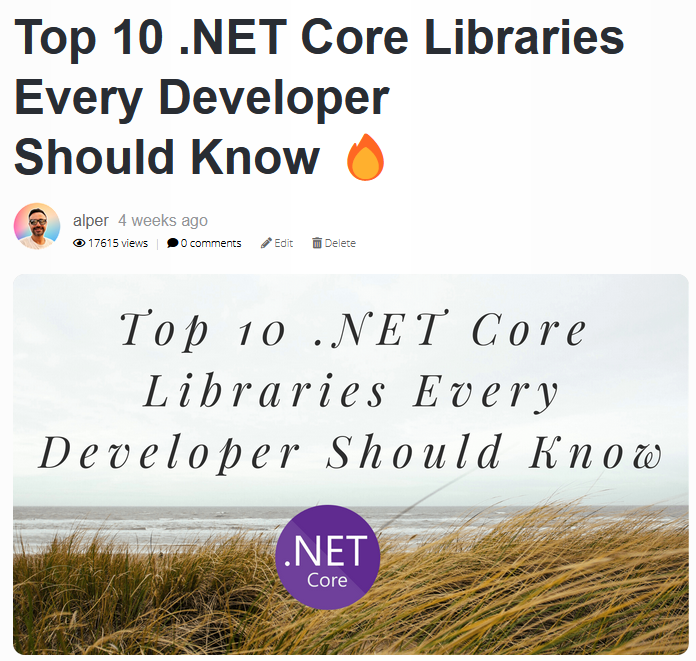 Top 10 .NET Core Libraries
Every Developer
Should Know 🔥
alper 4 weeks ago
17615 views | 0 comments Edit Delete
Top 10 .NET Core
Libraries Every
Developer Should Know
.NET
Core